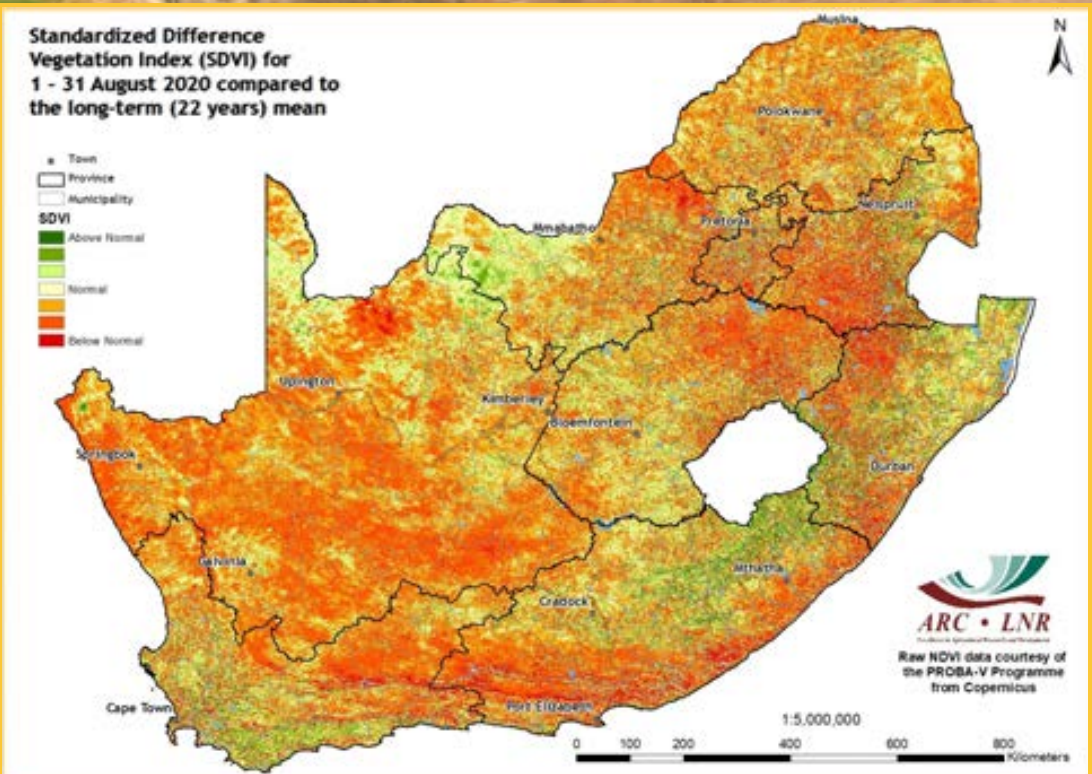 Standardized Difference
Vegetation Index (SDVI) for
1 - 31 August 2020 compared to
the long-term (22 years) mean
N
Town
Province
Municipality
SDVI
Above Normal
Normal
Below Normal
Musina
Polokwane
Nelspruit
Pretoria
Mmabatho
Upington
Kimberley
Bloemfontein
Springbok
Durban
Calvinia
Mthatha
Cradock
Cape Town
Port Elizabeth
ARC • LNR
Raw NDVI data courtesy of
the PROBA-V Programme
from Copernicus
1:5,000,000
0 100 200 400 600 800
Kilometers